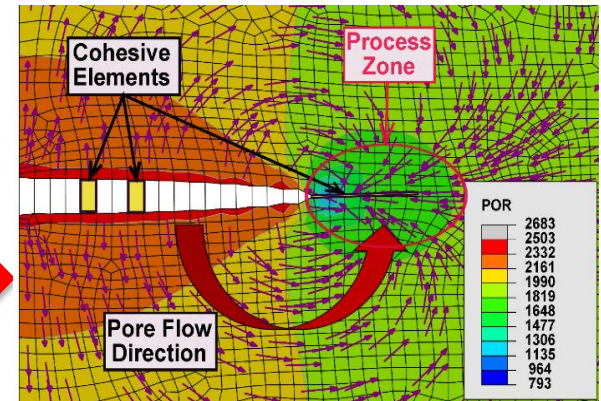 Cohesive
Elements
Process
Zone
Pore Flow
Direction
POR
2683
2503
2332
2161
1990
1819
1648
1477
1306
1135
964
793